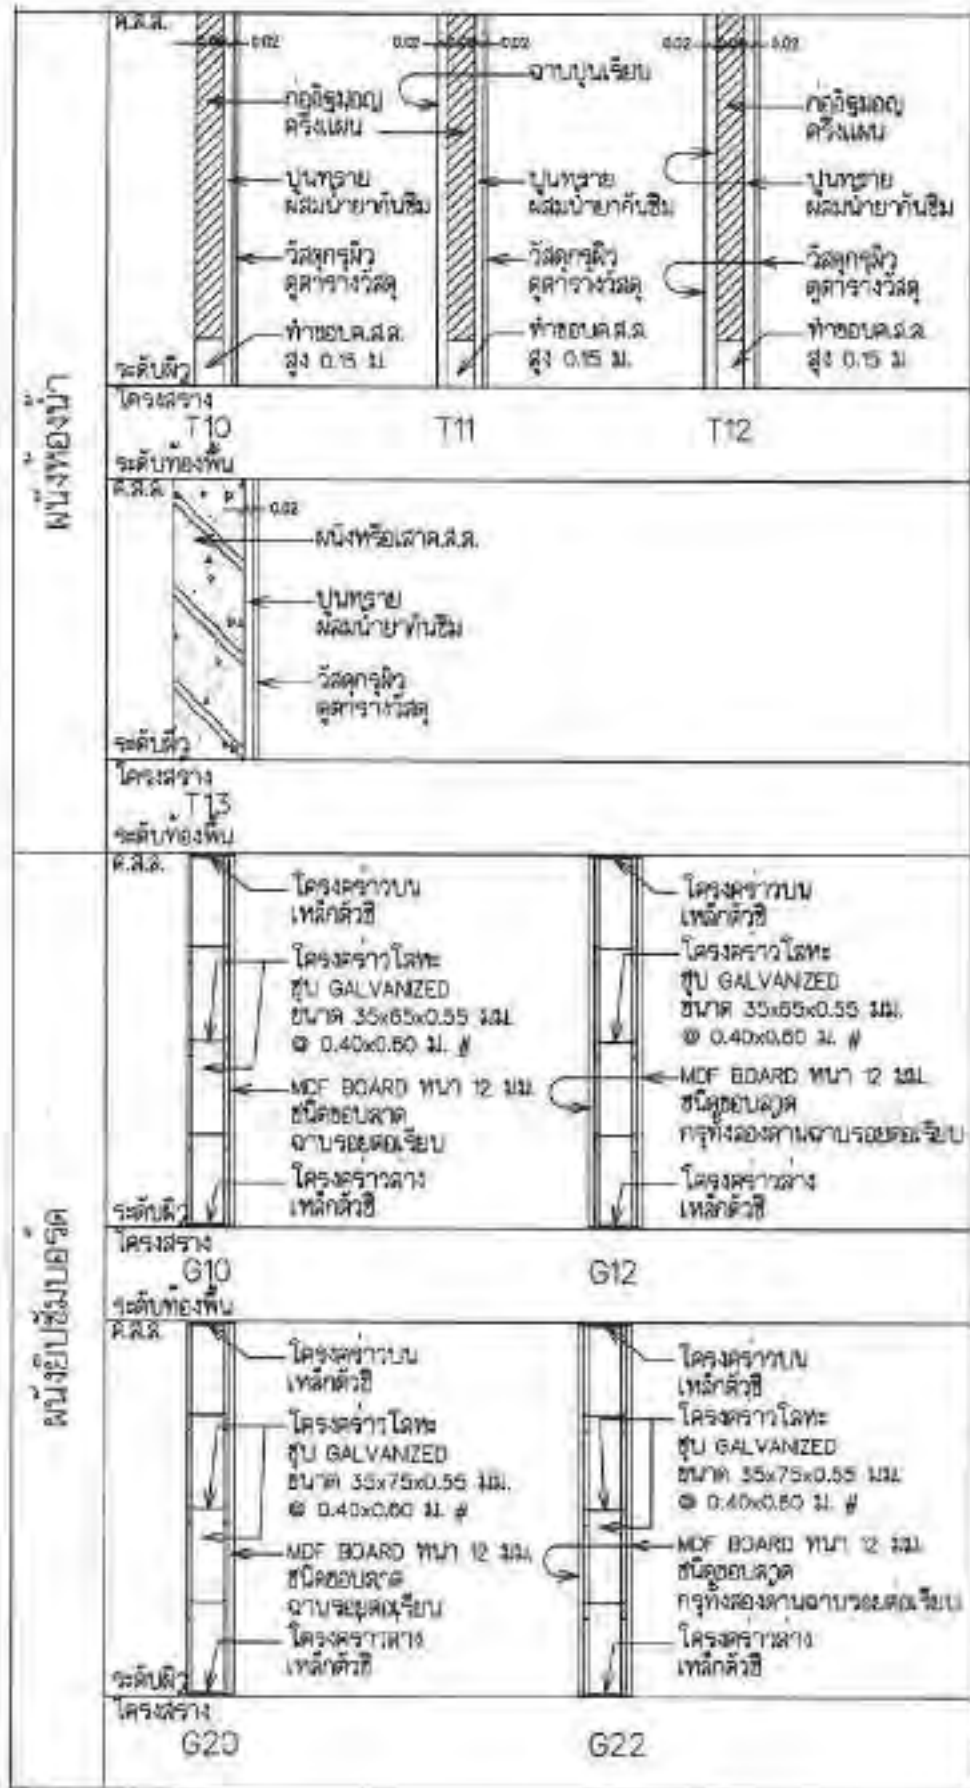 ผนังห้องน้ำ
ค.ส.ล.
0.02
0.02
0.02
0.02
0.02
ก่ออิฐมอญ
ครึ่งแผ่น
ปูนทราย
ผสมน้ำยากันซึม
วัสดุกรุผิว
ดูตารางวัสดุ
ทำขอบค.ส.ล.
สูง 0.15 ม.
ฉาบปูนเรียบ
ปูนทราย
ผสมน้ำยากันซึม
วัสดุกรุผิว
ดูตารางวัสดุ
ทำขอบค.ส.ล.
สูง 0.15 ม.
ก่ออิฐมอญ
ครึ่งแผ่น
ปูนทราย
ผสมน้ำยากันซึม
วัสดุกรุผิว
ดูตารางวัสดุ
ทำขอบค.ส.ล.
สูง 0.15 ม.
ระดับผิว
โครงสร้าง
T10
T11
T12
ระดับท้องพื้น
ค.ส.ล.
0.02
ผนังหรือเสาค.ส.ล.
ปูนทราย
ผสมน้ำยากันซึม
วัสดุกรุผิว
ดูตารางวัสดุ
ระดับผิว
โครงสร้าง
T13
ระดับท้องพื้น
ผนังยิปซั่มบอร์ด
ค.ส.ล.
โครงคร่าวบน
เหล็กตัวซี
โครงคร่าวโลหะ
ชุบ GALVANIZED
ขนาด 35x65x0.55 มม.
@ 0.40x0.60 ม. #
MDF BOARD หนา 12 มม.
ชนิดขอบลาด
ฉาบรอยต่อเรียบ
โครงคร่าวล่าง
เหล็กตัวซี
โครงคร่าวบน
เหล็กตัวซี
โครงคร่าวโลหะ
ชุบ GALVANIZED
ขนาด 35x65x0.55 มม.
@ 0.40x0.60 ม. #
MDF BOARD หนา 12 มม.
ชนิดขอบลาด
กรุทั้งสองด้านฉาบรอยต่อเรียบ
โครงคร่าวล่าง
เหล็กตัวซี
ระดับผิว
โครงสร้าง
G10
G12
ระดับท้องพื้น
ค.ส.ล.
โครงคร่าวบน
เหล็กตัวซี
โครงคร่าวโลหะ
ชุบ GALVANIZED
ขนาด 35x75x0.55 มม.
@ 0.40x0.60 ม. #
MDF BOARD หนา 12 มม.
ชนิดขอบลาด
ฉาบรอยต่อเรียบ
โครงคร่าวล่าง
เหล็กตัวซี
โครงคร่าวบน
เหล็กตัวซี
โครงคร่าวโลหะ
ชุบ GALVANIZED
ขนาด 35x75x0.55 มม.
@ 0.40x0.60 ม. #
MDF BOARD หนา 12 มม.
ชนิดขอบลาด
กรุทั้งสองด้านฉาบรอยต่อเรียบ
โครงคร่าวล่าง
เหล็กตัวซี
ระดับผิว
โครงสร้าง
G20
G22